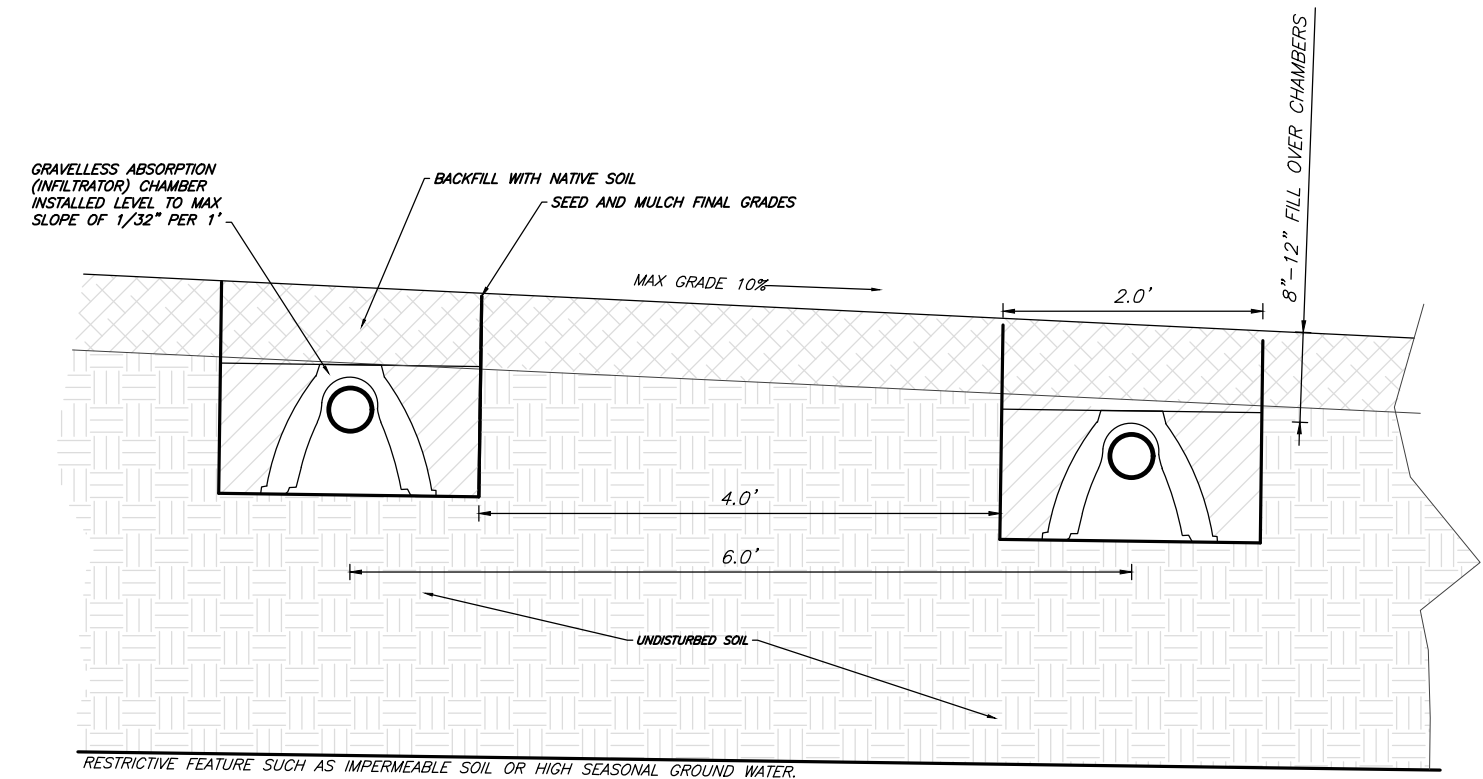 8"-12" FILL OVER CHAMBERS
GRAVELLESS ABSORPTION
(INFILTRATOR) CHAMBER
INSTALLED LEVEL TO MAX
SLOPE OF 1/32" PER 1'
BACKFILL WITH NATIVE SOIL
SEED AND MULCH FINAL GRADES
MAX GRADE 10%
2.0'
4.0'
6.0'
UNDISTURBED SOIL
RESTRICTIVE FEATURE SUCH AS IMPERMEABLE SOIL OR HIGH SEASONAL GROUND WATER.